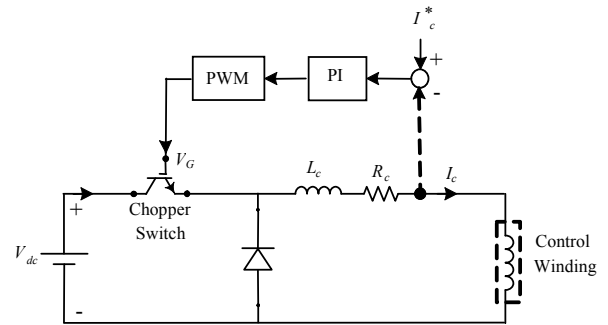 I*c
+
-
PWM
PI
VG
Lc
Rc
Ic
+
Chopper
Switch
Vdc
-
Control
Winding